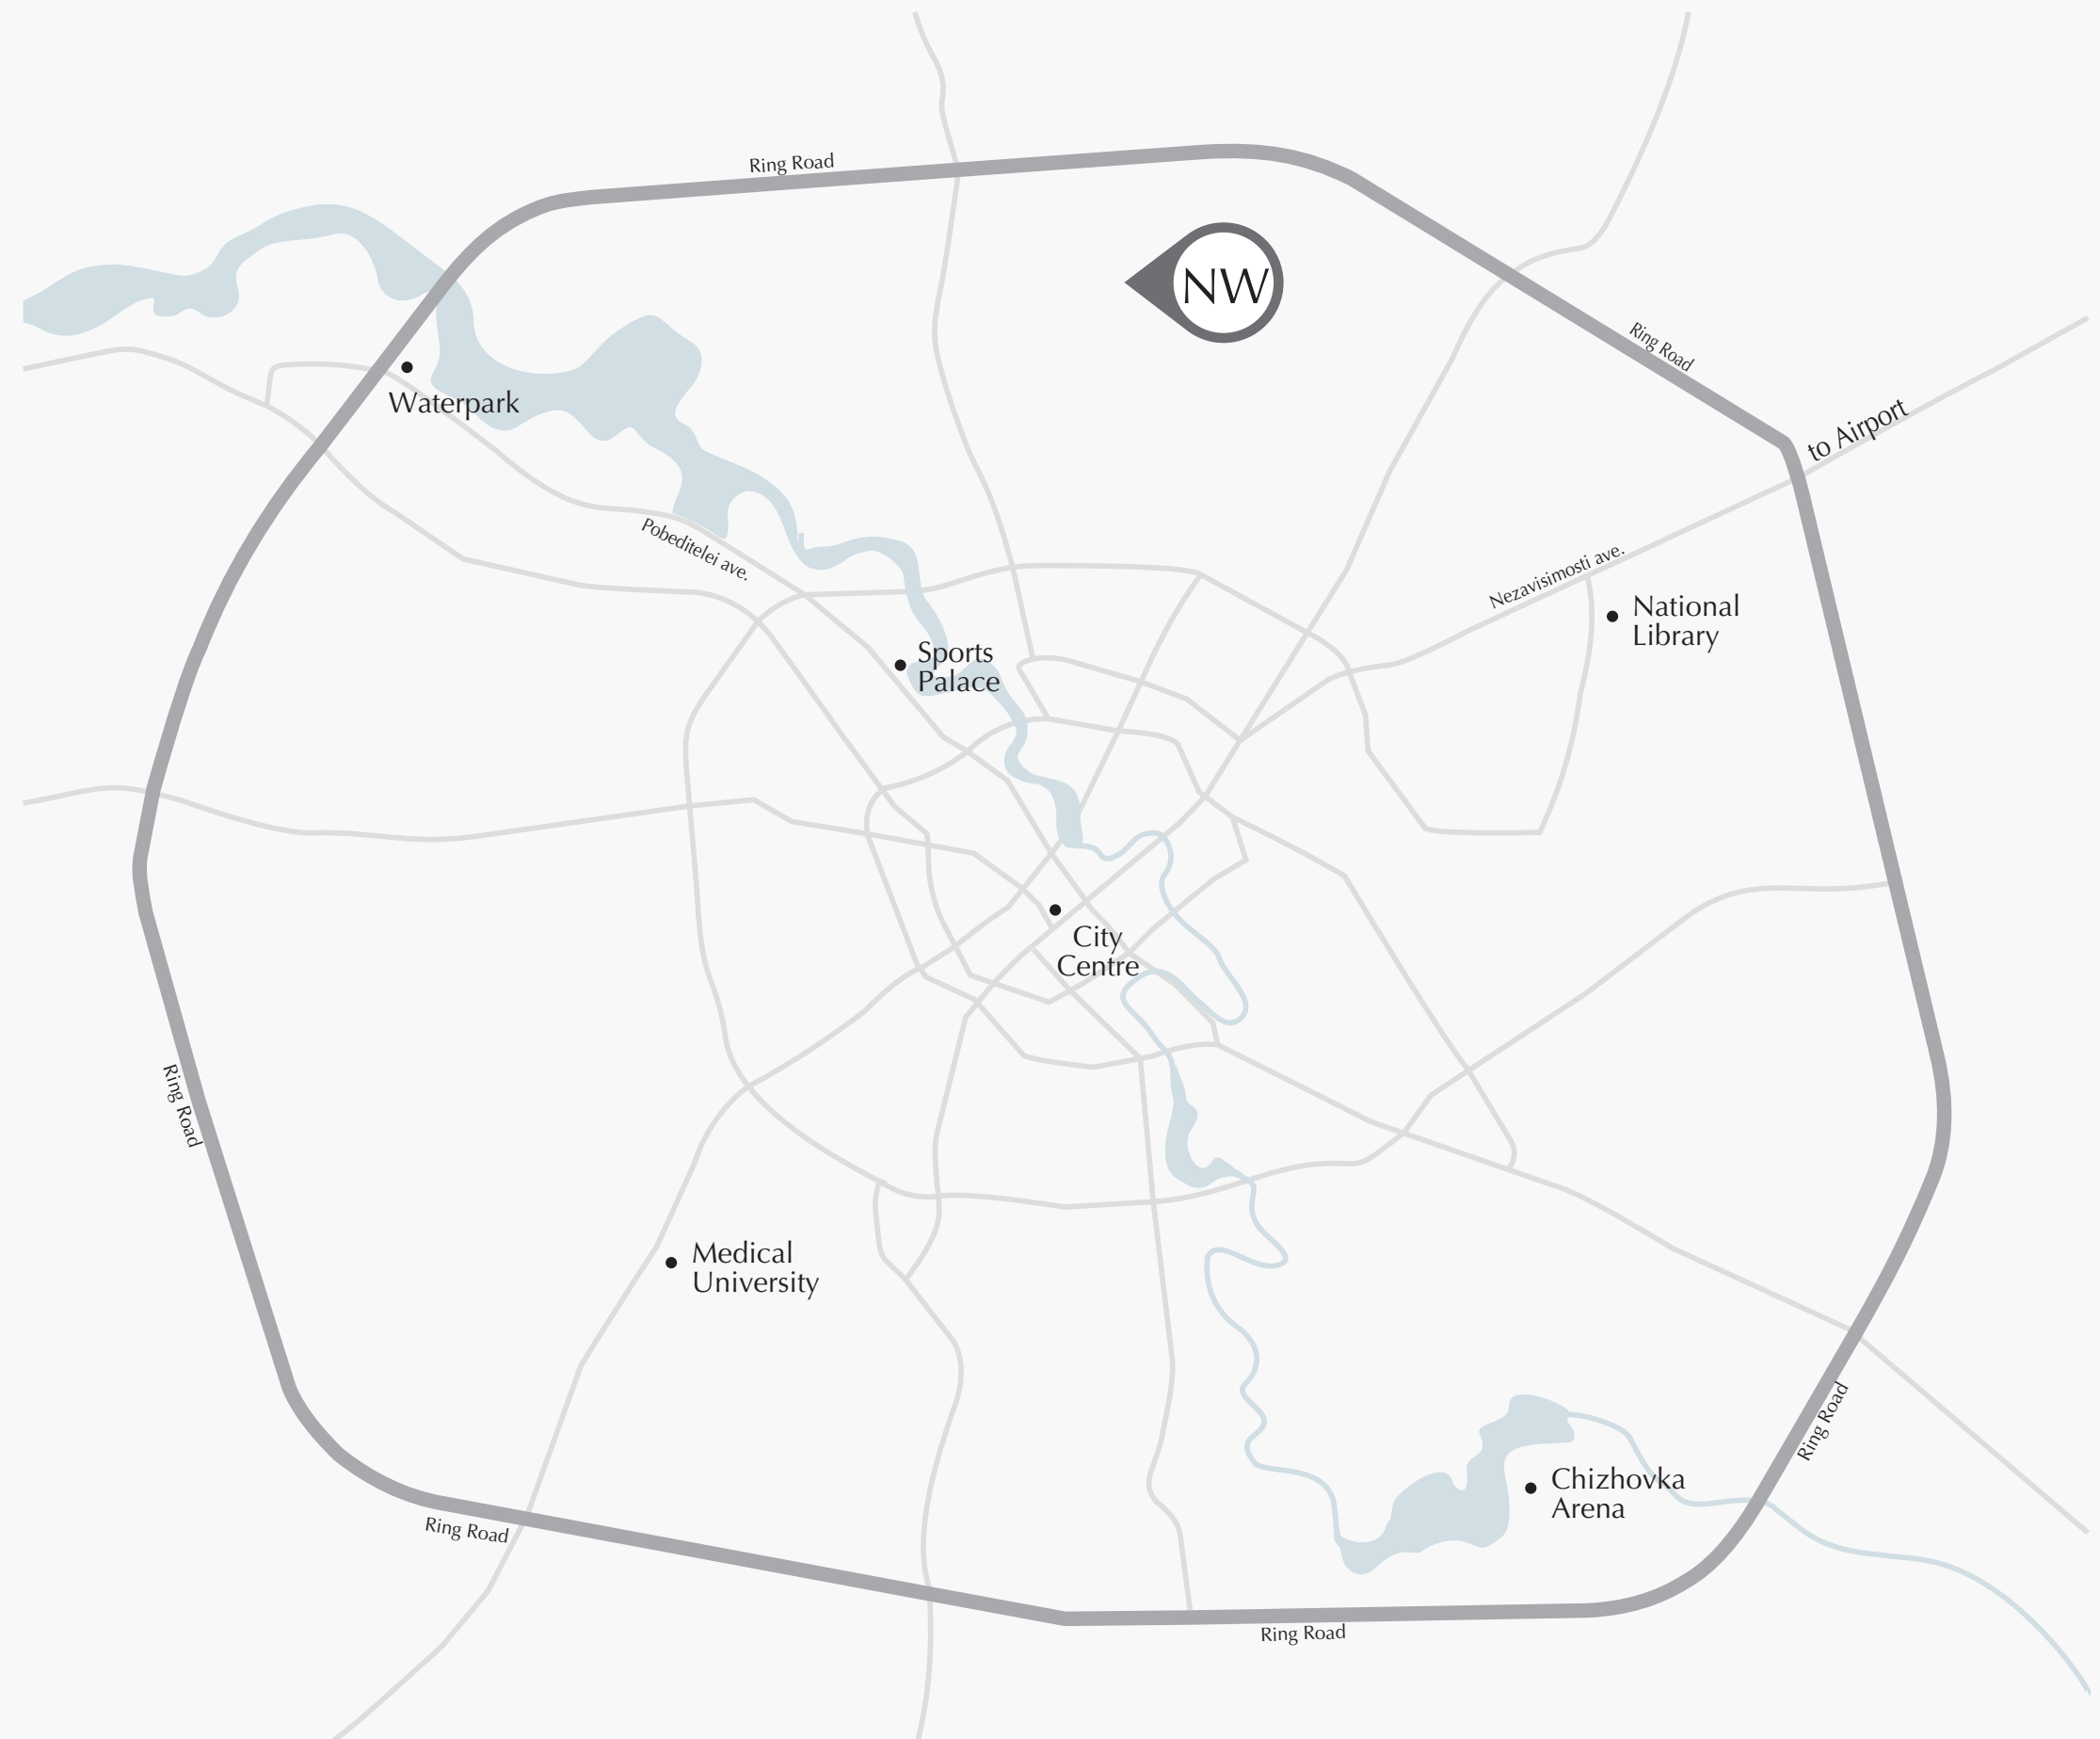 Ring Road
NW
Ring Road
Waterpark
to Airport
Pobeditelei ave.
Nezavisimosti ave.
National
Library
Sports
Palace
City
Centre
Ring Road
Medical
University
Ring Road
Chizhovka
Arena
Ring Road
Ring Road